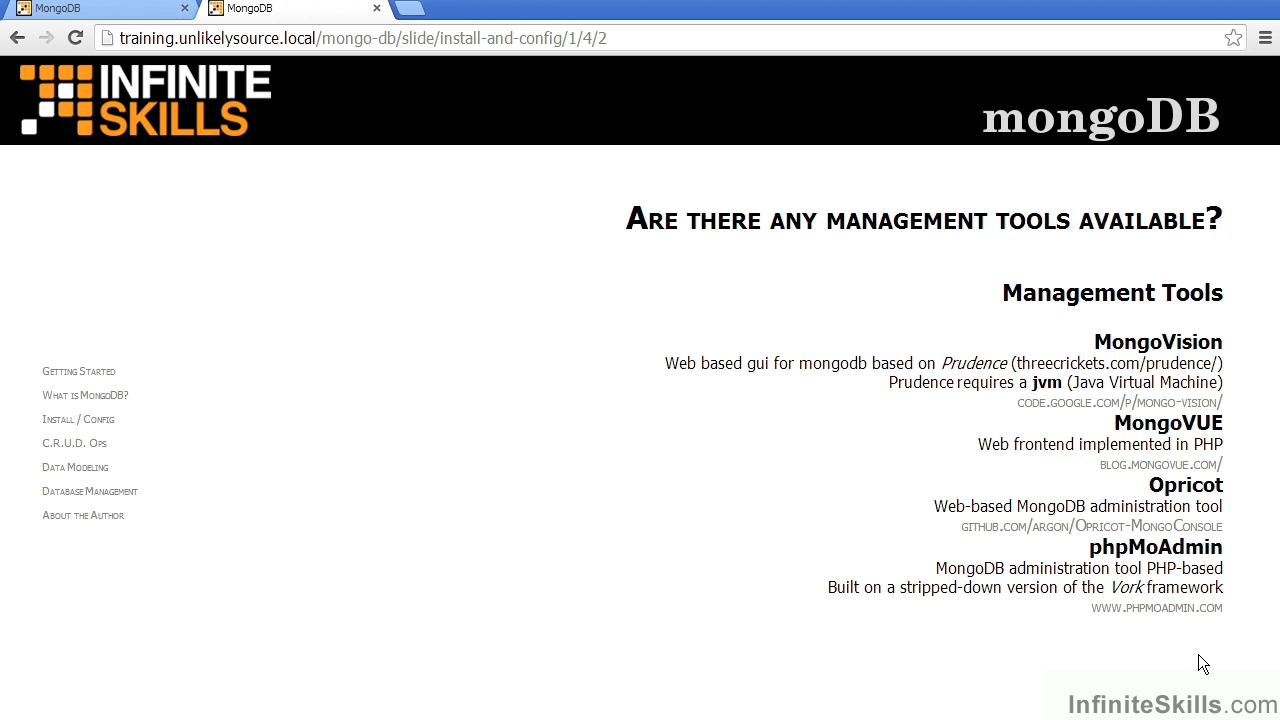 MongoDB
MongoDB
training.unlikelysource.local/mongo-db/slide/install-and-config/1/4/2
INFINITE
SKILLS
mongoDB
Are there any management tools available?
Management Tools
MongoVision
Web based gui for mongodb based on Prudence (threecrickets.com/prudence/)
Prudence requires a jvm (Java Virtual Machine)
code.google.com/p/mongo-vision/
MongoVUE
Web frontend implemented in PHP
blog.mongovue.com/
Opricot
Web-based MongoDB administration tool
github.com/argon/Opricot-MongoConsole
phpMoAdmin
MongoDB administration tool PHP-based
Built on a stripped-down version of the Vork framework
www.phpmoadmin.com
Getting Started
What is MongoDB?
Install / Config
C.R.U.D. Ops
Data Modeling
Database Management
About the Author
InfiniteSkills.com